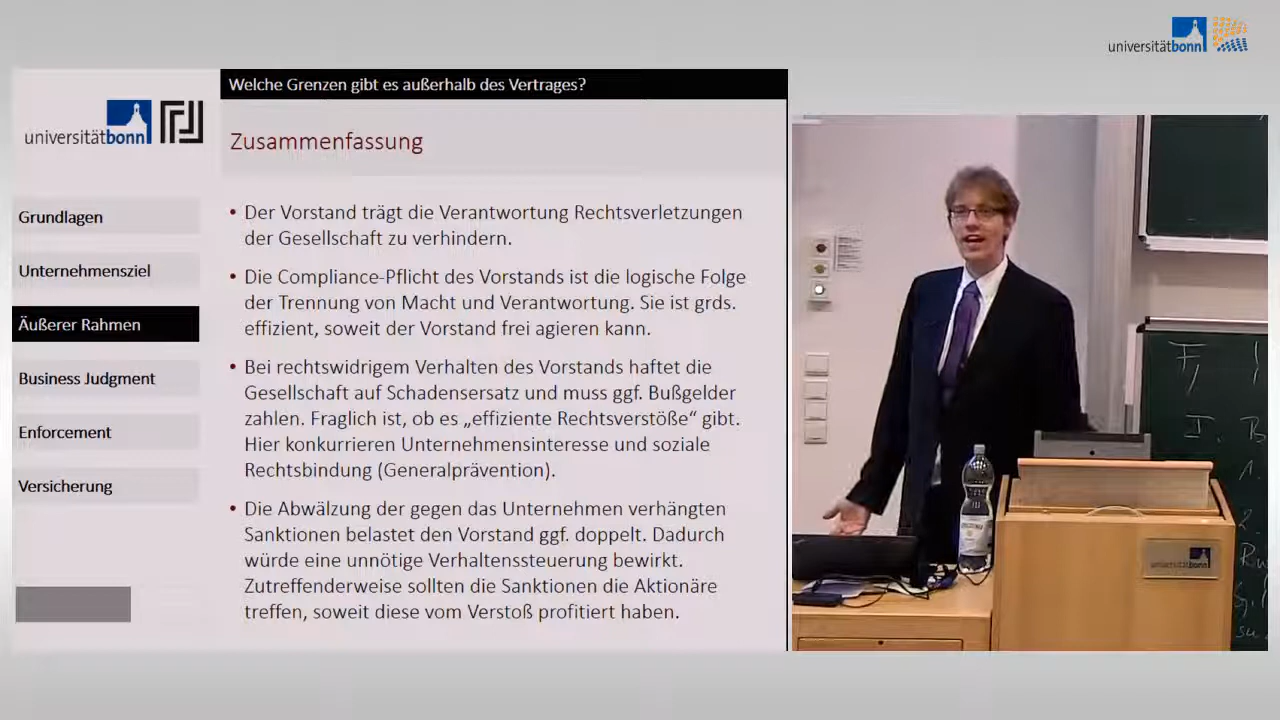 universitätbonn
Welche Grenzen gibt es außerhalb des Vertrages?
universitätbonn
Zusammenfassung
Grundlagen
Unternehmensziel
Äußerer Rahmen
Business Judgment
Enforcement
Versicherung
• Der Vorstand trägt die Verantwortung Rechtsverletzungen
der Gesellschaft zu verhindern.
• Die Compliance-Pflicht des Vorstands ist die logische Folge
der Trennung von Macht und Verantwortung. Sie ist grds.
effizient, soweit der Vorstand frei agieren kann.
• Bei rechtswidrigem Verhalten des Vorstands haftet die
Gesellschaft auf Schadensersatz und muss ggf. Bußgelder
zahlen. Fraglich ist, ob es „effiziente Rechtsverstöße“ gibt.
Hier konkurrieren Unternehmensinteresse und soziale
Rechtsbindung (Generalprävention).
• Die Abwälzung der gegen das Unternehmen verhängten
Sanktionen belastet den Vorstand ggf. doppelt. Dadurch
würde eine unnötige Verhaltenssteuerung bewirkt.
Zutreffenderweise sollten die Sanktionen die Aktionäre
treffen, soweit diese vom Verstoß profitiert haben.
F,
I. B
1.
2.
universitätbonn